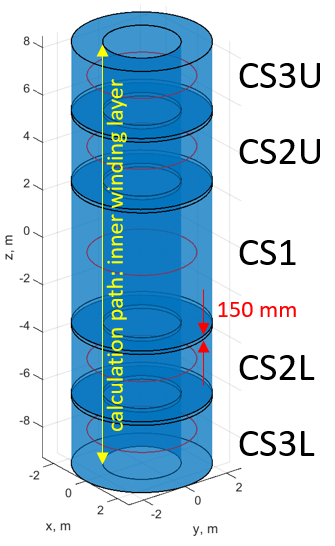 8
6
4
2
0
-2
-4
-6
-8
z, m
CS3U
CS2U
CS1
150 mm
CS2L
CS3L
calculation path: inner winding layer
-2
0
2
x, m
-2
0
2
y, m